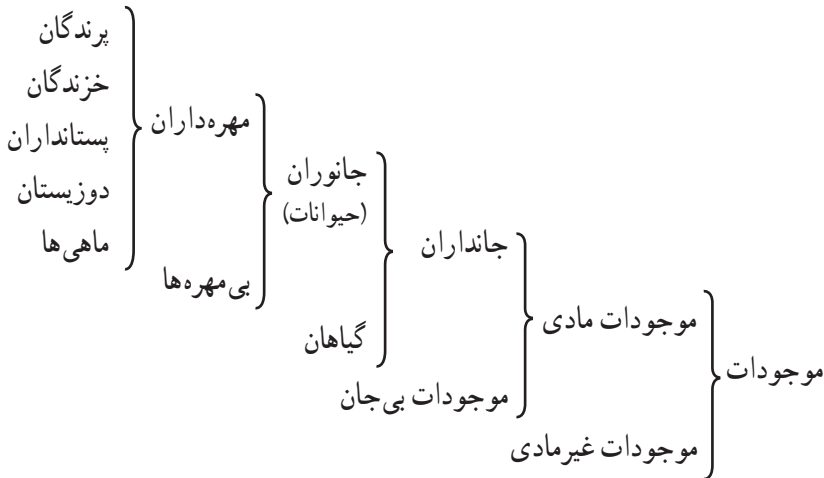 موجودات
موجودات مادی
موجودات غیرمادی
جانداران
موجودات بی‌جان
جانوران
(حیوانات)
گیاهان
مهره‌داران
بی‌مهره‌ها
پرندگان
خزندگان
پستانداران
دوزیستان
ماهی‌ها